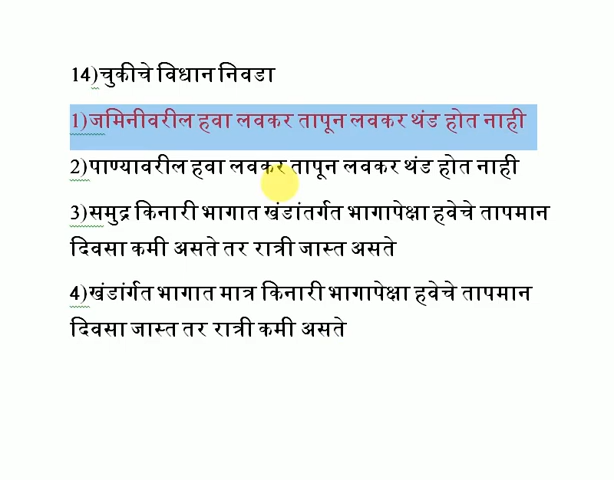 14)चुकीचे विधान निवडा
1)जमिनीवरील हवा लवकर तापून लवकर थंड होत नाही
2)पाण्यावरील हवा लवकर तापून लवकर थंड होत नाही
3)समुद्र किनारी भागात खंडांतर्गत भागापेक्षा हवेचे तापमान
दिवसा कमी असते तर रात्री जास्त असते
4)खंडांर्गत भागात मात्र किनारी भागापेक्षा हवेचे तापमान
दिवसा जास्त तर रात्री कमी असते